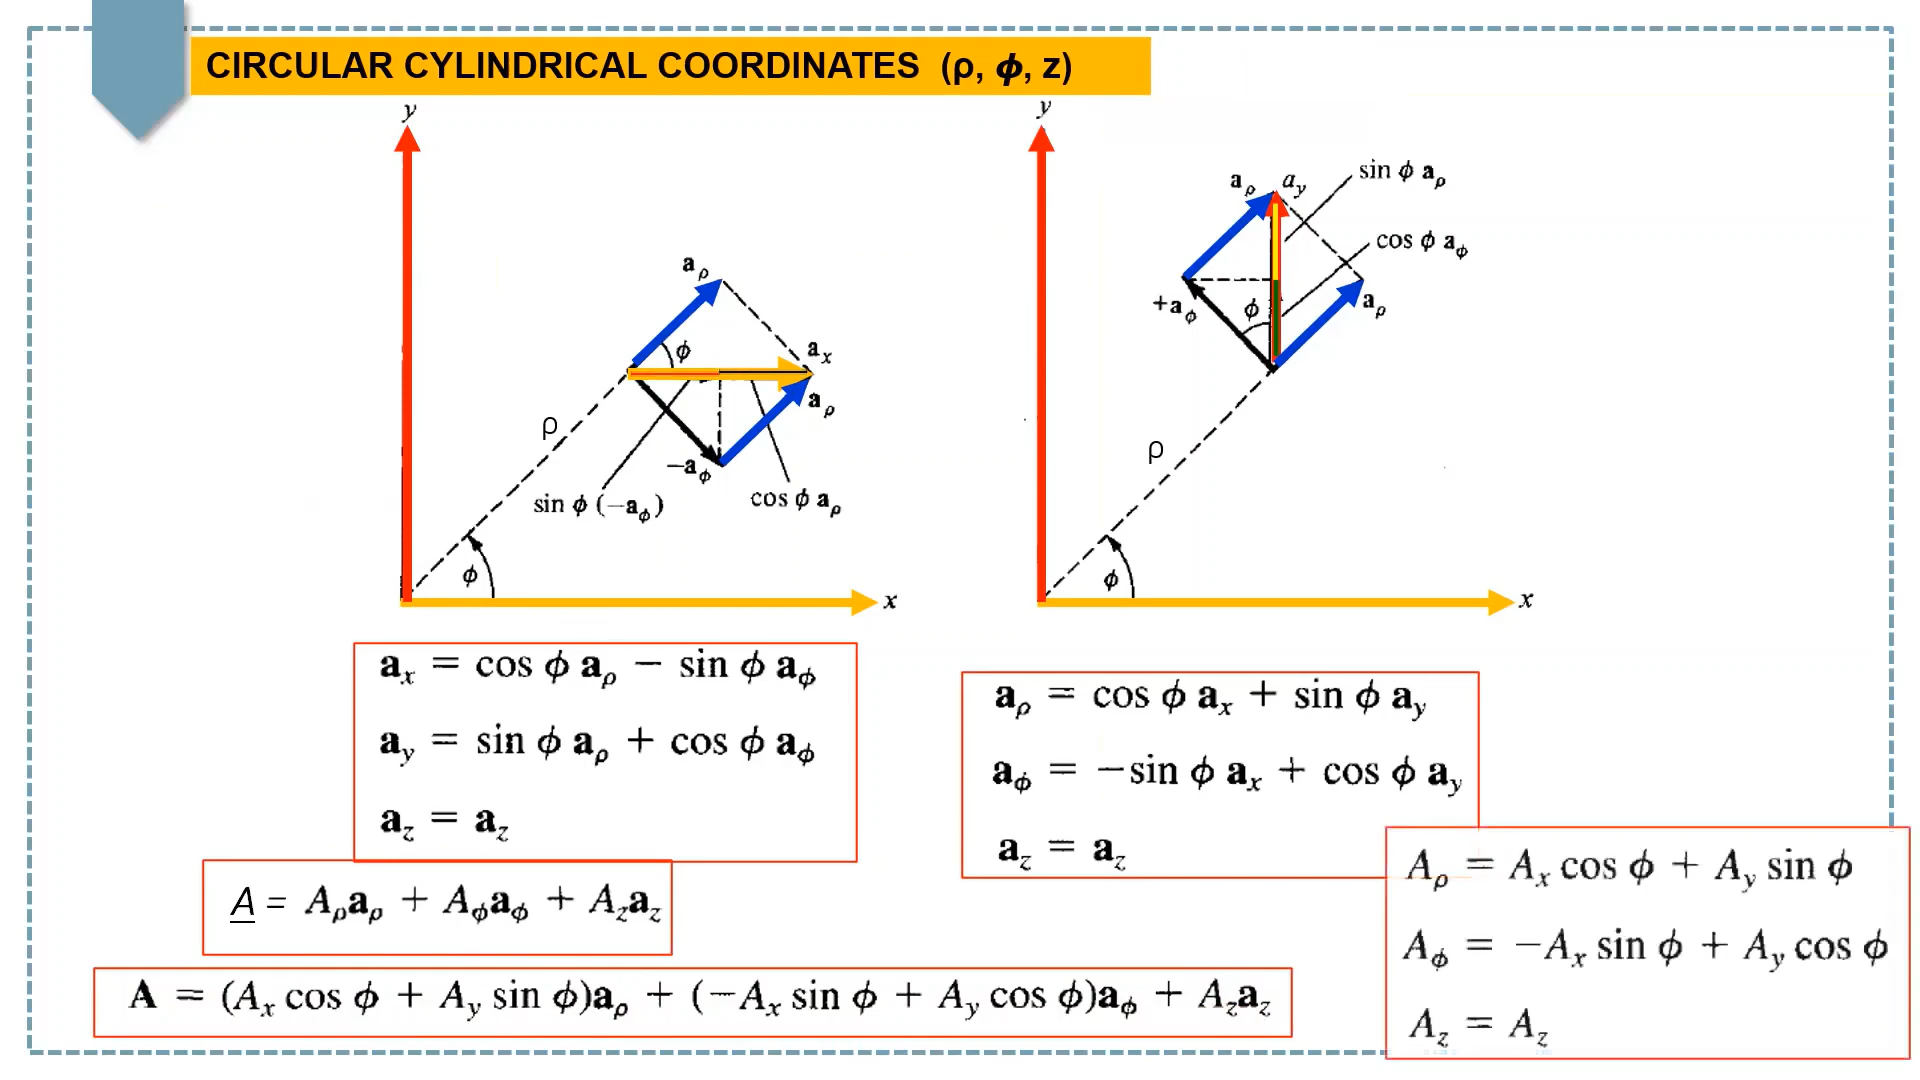 CIRCULAR CYLINDRICAL COORDINATES (ρ, ϕ, z)
y
a_ρ
ϕ
a_x
a_ρ
ρ
−a_ϕ
sin ϕ (−a_ϕ)
cos ϕ a_ρ
ϕ
x
y
a_ρ
a_y
sin ϕ a_ρ
cos ϕ a_ϕ
+a_ϕ
ϕ
a_ρ
ρ
ϕ
x
a_x = cos ϕ a_ρ − sin ϕ a_ϕ
a_y = sin ϕ a_ρ + cos ϕ a_ϕ
a_z = a_z
a_ρ = cos ϕ a_x + sin ϕ a_y
a_ϕ = −sin ϕ a_x + cos ϕ a_y
a_z = a_z
A = A_ρa_ρ + A_ϕa_ϕ + A_za_z
A = (A_x cos ϕ + A_y sin ϕ)a_ρ + (−A_x sin ϕ + A_y cos ϕ)a_ϕ + A_za_z
A_ρ = A_x cos ϕ + A_y sin ϕ
A_ϕ = −A_x sin ϕ + A_y cos ϕ
A_z = A_z